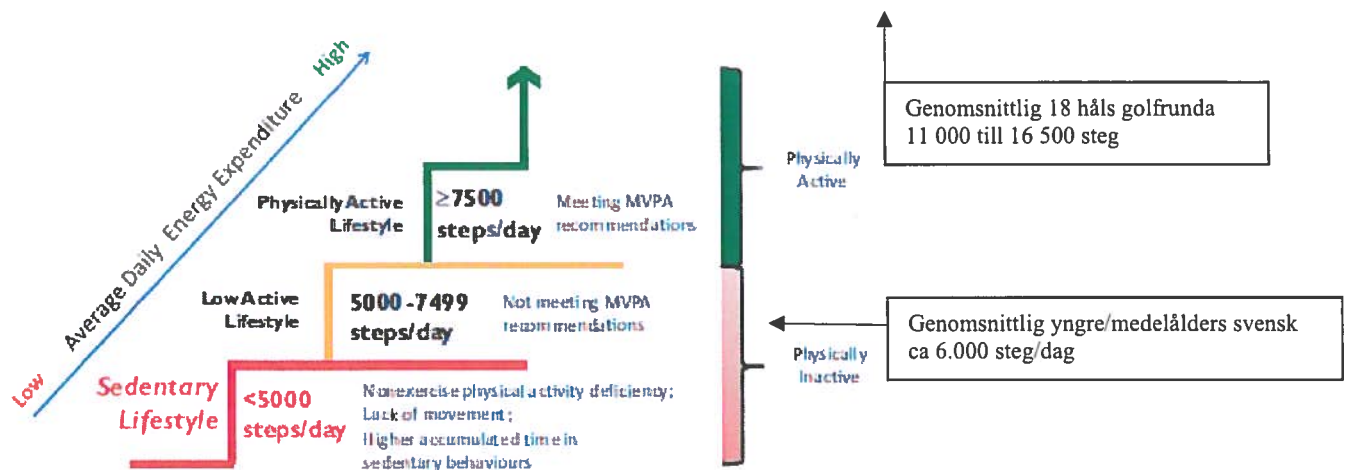 High
Average Daily Energy Expenditure
Low
Physically Active
Lifestyle
≥7500
steps/day
Meeting MVPA
recommendations
Low Active
Lifestyle
5000-7499
steps/day
Not meeting MVPA
recommendations
Sedentary
Lifestyle
<5000
steps/day
Nonexercise physical activity deficiency;
Lack of movement;
Higher accumulated time in
sedentary behaviours
Physically
Active
Physically
Inactive
Genomsnittlig 18 håls golfrunda
11 000 till 16 500 steg
Genomsnittlig yngre/medelålders svensk
ca 6.000 steg/dag